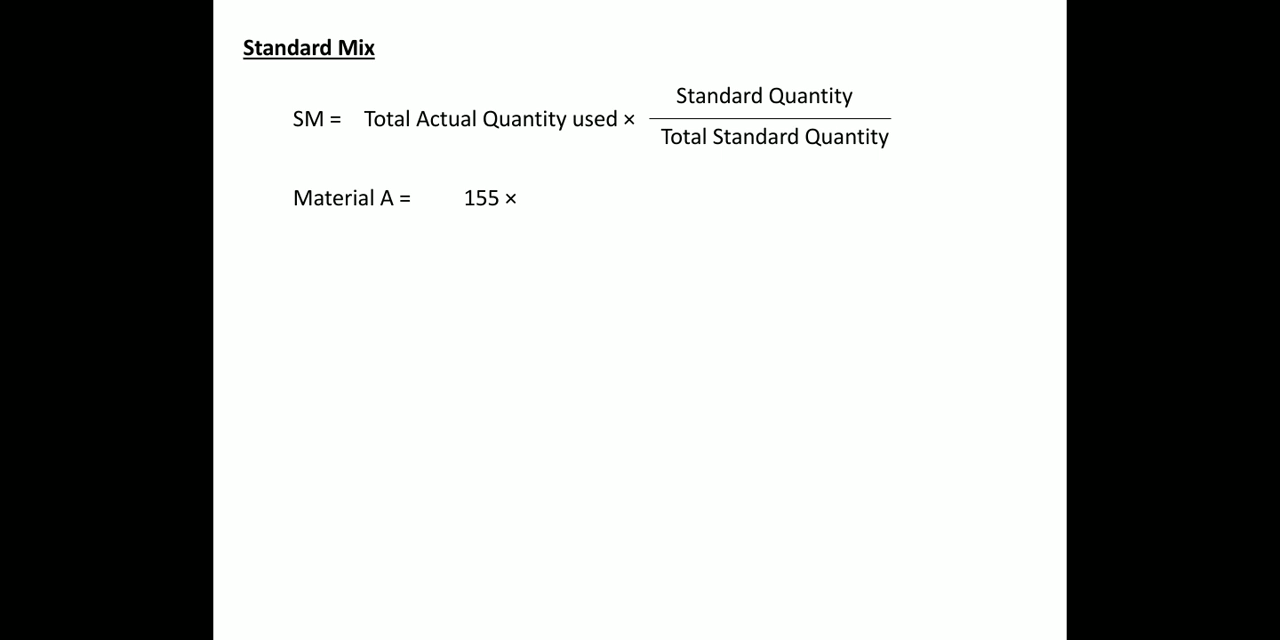 Standard Mix
SM = Total Actual Quantity used × Standard Quantity
Total Standard Quantity
Material A = 155 ×